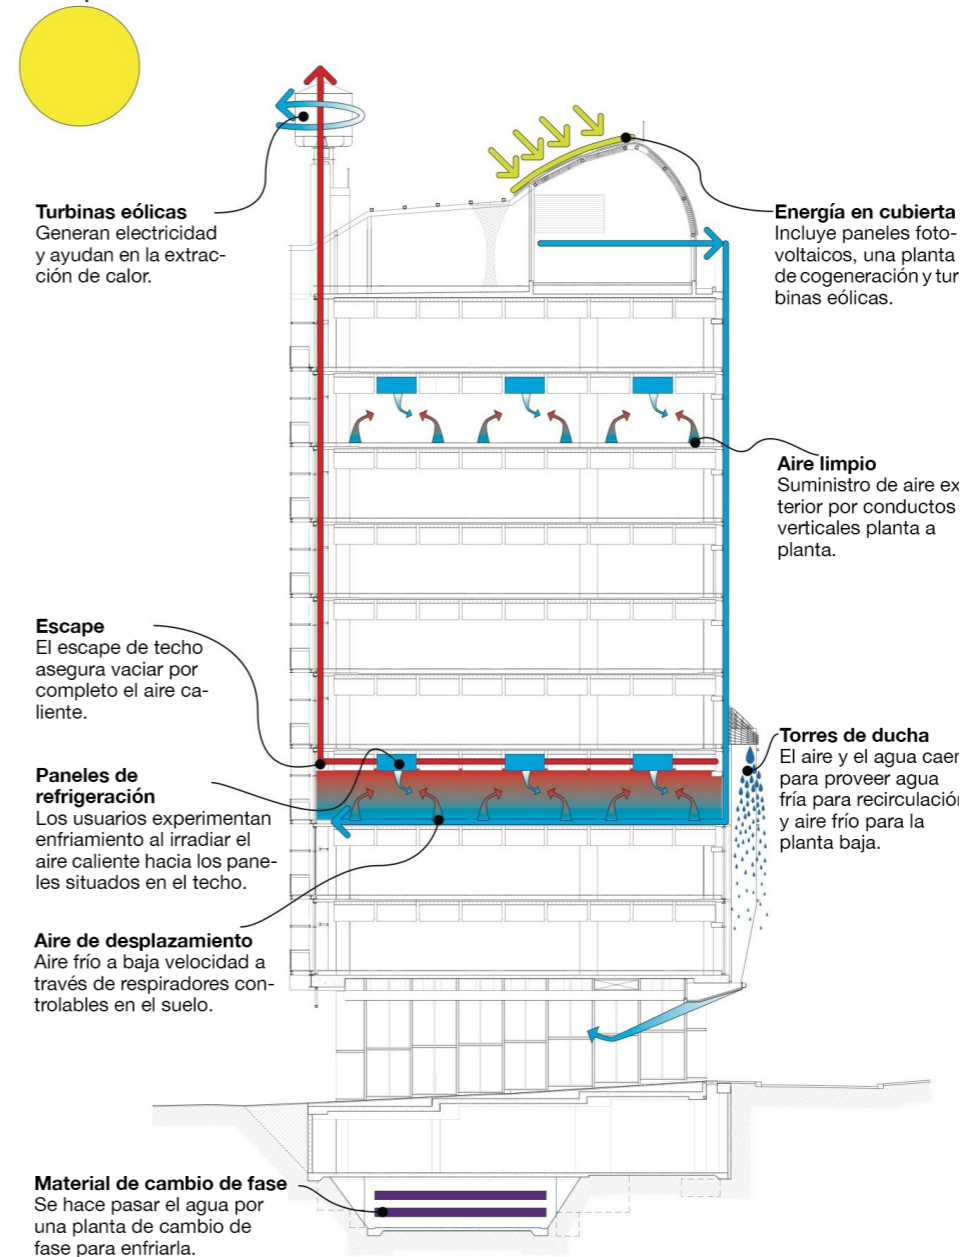 Turbinas eólicas
Generan electricidad
y ayudan en la extrac-
ción de calor.
Energía en cubierta
Incluye paneles foto-
voltaicos, una planta
de cogeneración y tur-
binas eólicas.
Aire limpio
Suministro de aire ex
terior por conductos
verticales planta a
planta.
Escape
El escape de techo
asegura vaciar por
completo el aire ca-
liente.
Paneles de
refrigeración
Los usuarios experimentan
enfriamiento al irradiar el
aire caliente hacia los pane-
les situados en el techo.
Torres de ducha
El aire y el agua caen
para proveer agua
fría para recirculación
y aire frío para la
planta baja.
Aire de desplazamiento
Aire frío a baja velocidad a
través de respiradores con-
trolables en el suelo.
Material de cambio de fase
Se hace pasar el agua por
una planta de cambio de
fase para enfriarla.